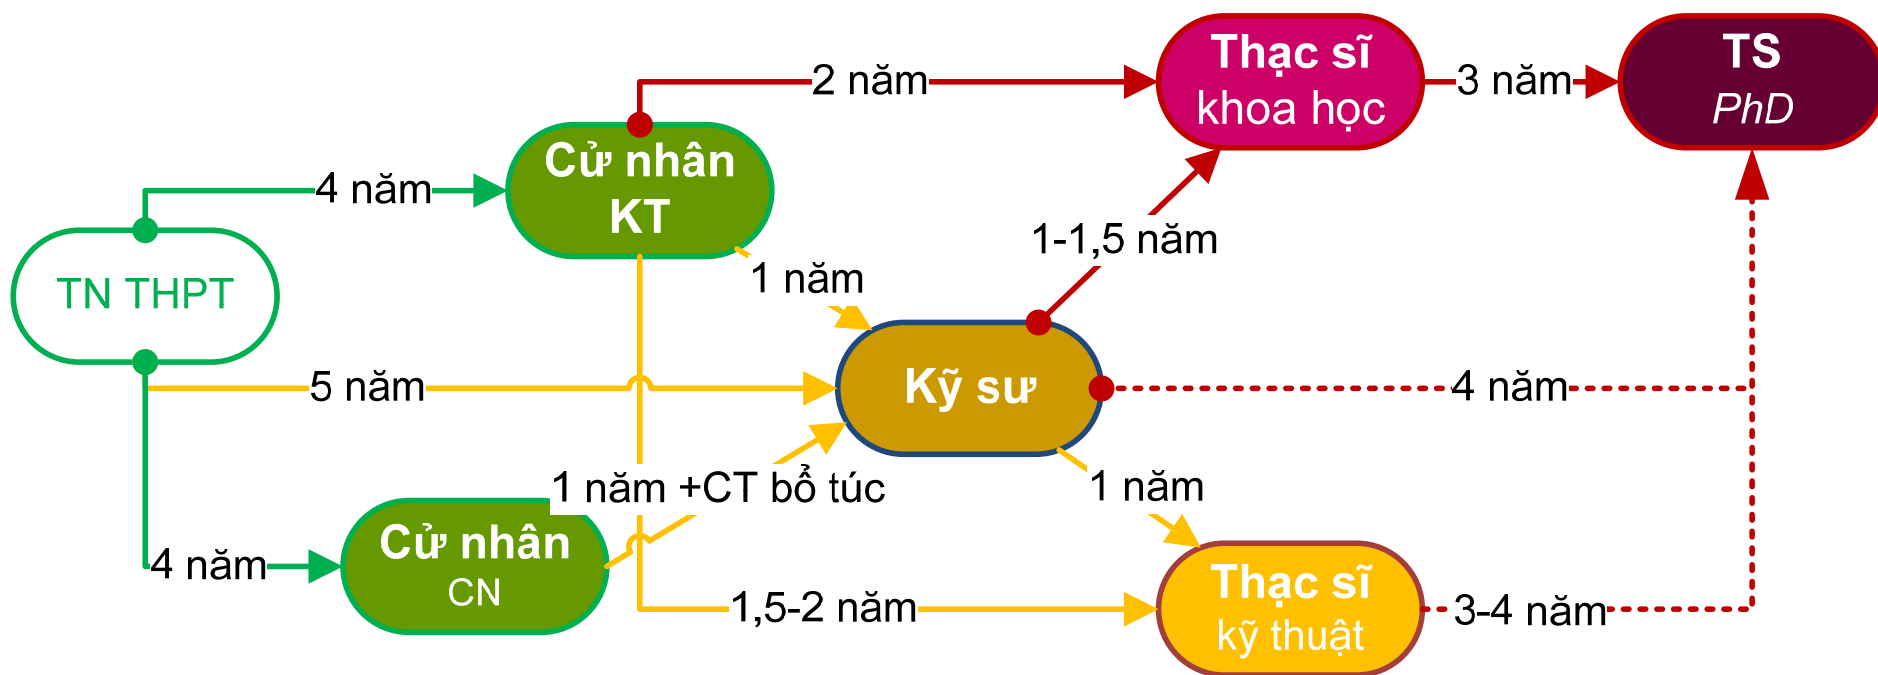 Thạc sĩ
khoa học
TS
PhD
2 năm
3 năm
Cử nhân
KT
4 năm
1-1,5 năm
TN THPT
1 năm
5 năm
Kỹ sư
4 năm
1 năm +CT bổ túc
1 năm
Cử nhân
CN
4 năm
Thạc sĩ
kỹ thuật
1,5-2 năm
3-4 năm